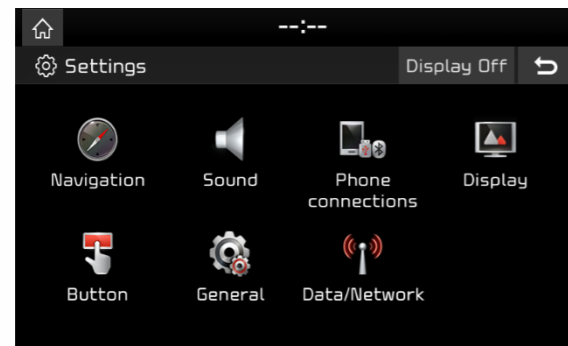 --:--
Settings
Display Off
Navigation
Sound
Phone
connections
Display
Button
General
Data/Network